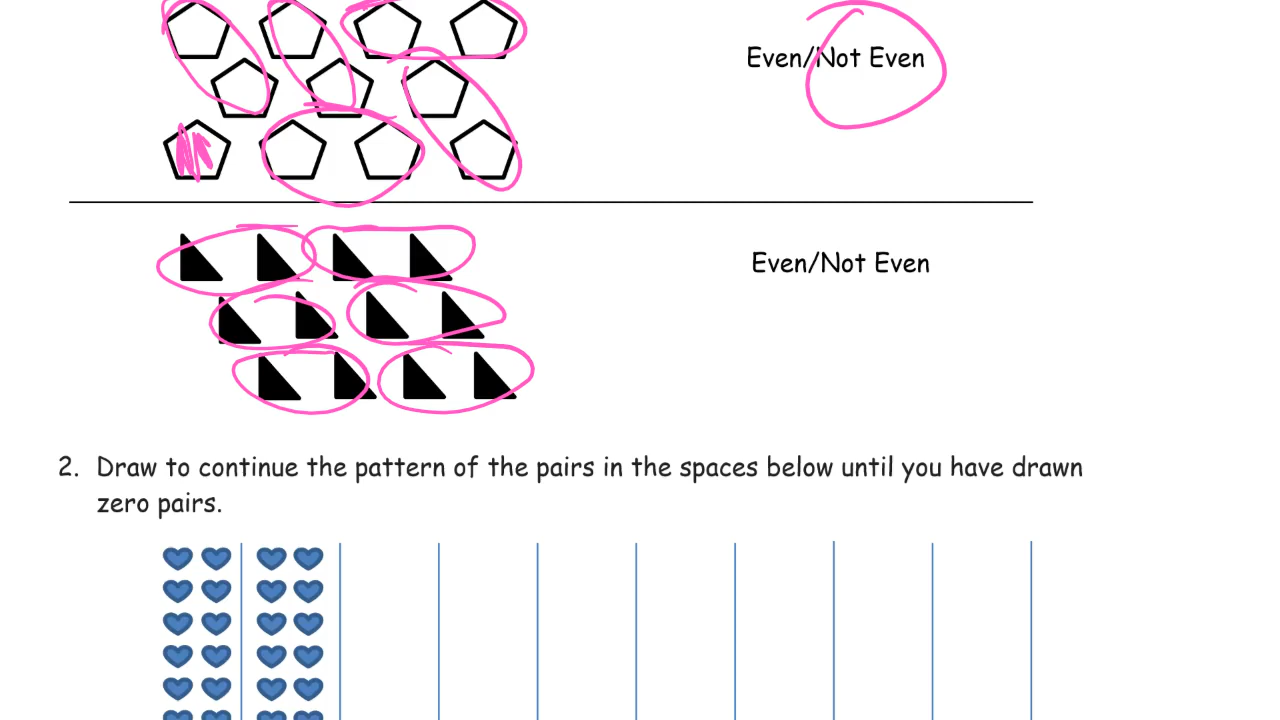 Even/Not Even
Even/Not Even
2. Draw to continue the pattern of the pairs in the spaces below until you have drawn
zero pairs.